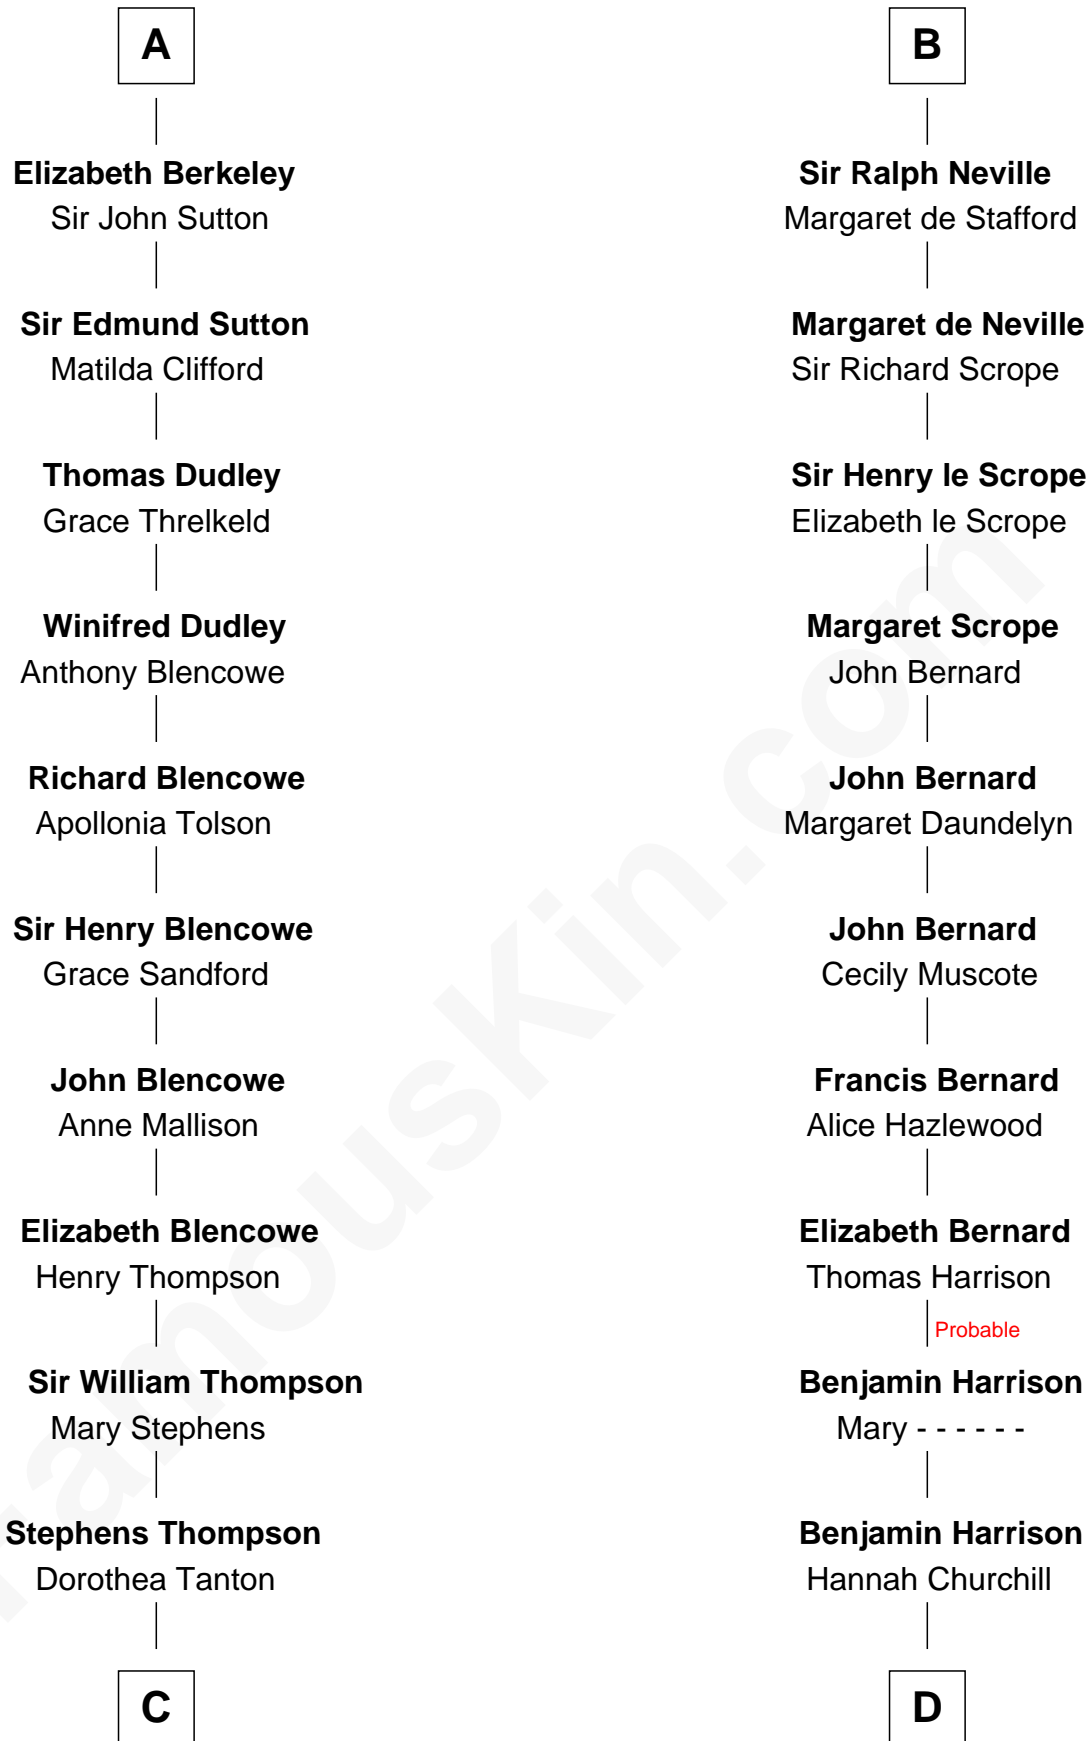 A
Elizabeth Berkeley
Sir John Sutton
Sir Edmund Sutton
Matilda Clifford
Thomas Dudley
Grace Threlkeld
Winifred Dudley
Anthony Blencowe
Richard Blencowe
Apollonia Tolson
Sir Henry Blencowe
Grace Sandford
John Blencowe
Anne Mallison
Elizabeth Blencowe
Henry Thompson
Sir William Thompson
Mary Stephens
Stephens Thompson
Dorothea Tanton
C
B
Sir Ralph Neville
Margaret de Stafford
Margaret de Neville
Sir Richard Scrope
Sir Henry le Scrope
Elizabeth le Scrope
Margaret Scrope
John Bernard
John Bernard
Margaret Daundelyn
John Bernard
Cecily Muscote
Francis Bernard
Alice Hazlewood
Elizabeth Bernard
Thomas Harrison
Probable
Benjamin Harrison
Mary - - - - - -
Benjamin Harrison
Hannah Churchill
D
FamousKin.com